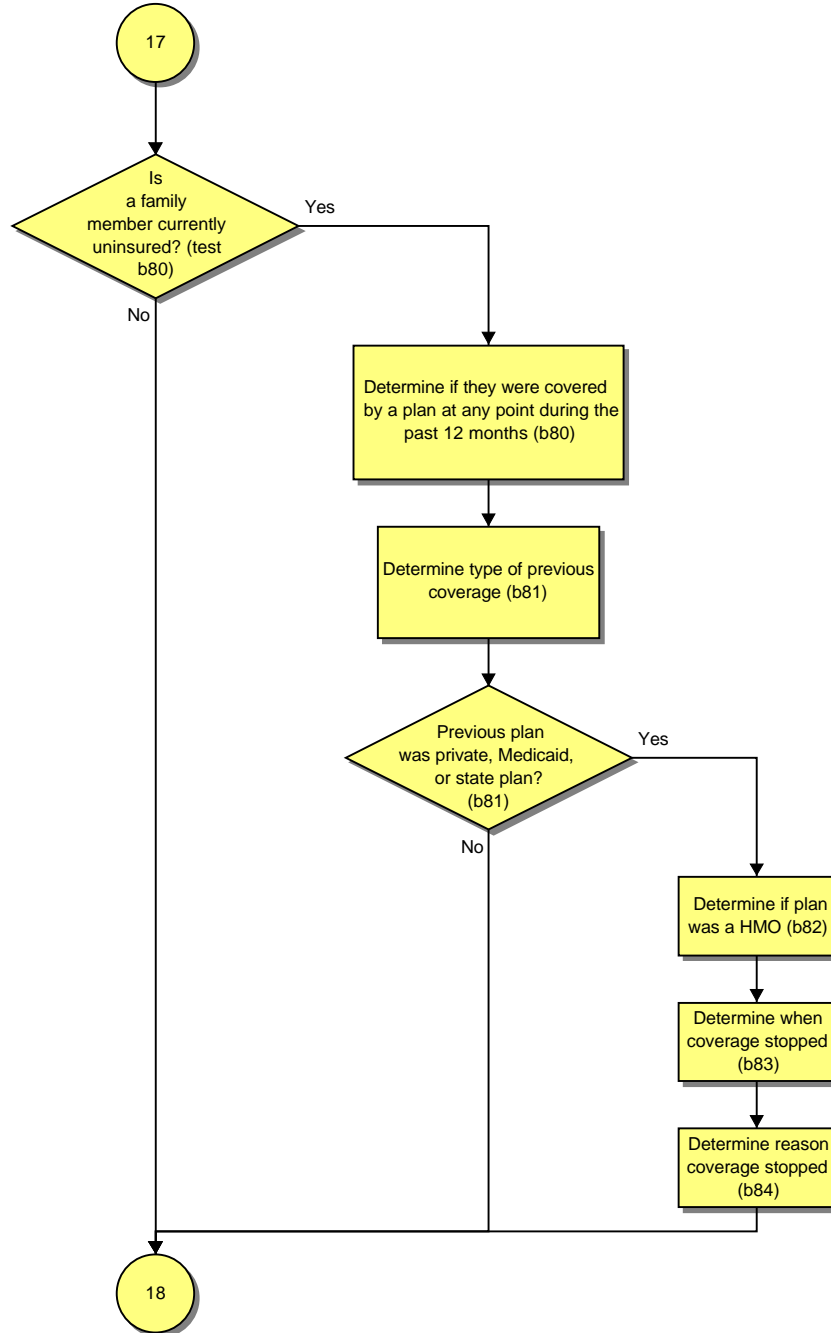 17
Is
a family
member currently
uninsured? (test
b80)
Yes
No
Determine if they were covered
by a plan at any point during the
past 12 months (b80)
Determine type of previous
coverage (b81)
Previous plan
was private, Medicaid,
or state plan?
(b81)
Yes
No
Determine if plan
was a HMO (b82)
Determine when
coverage stopped
(b83)
Determine reason
coverage stopped
(b84)
18